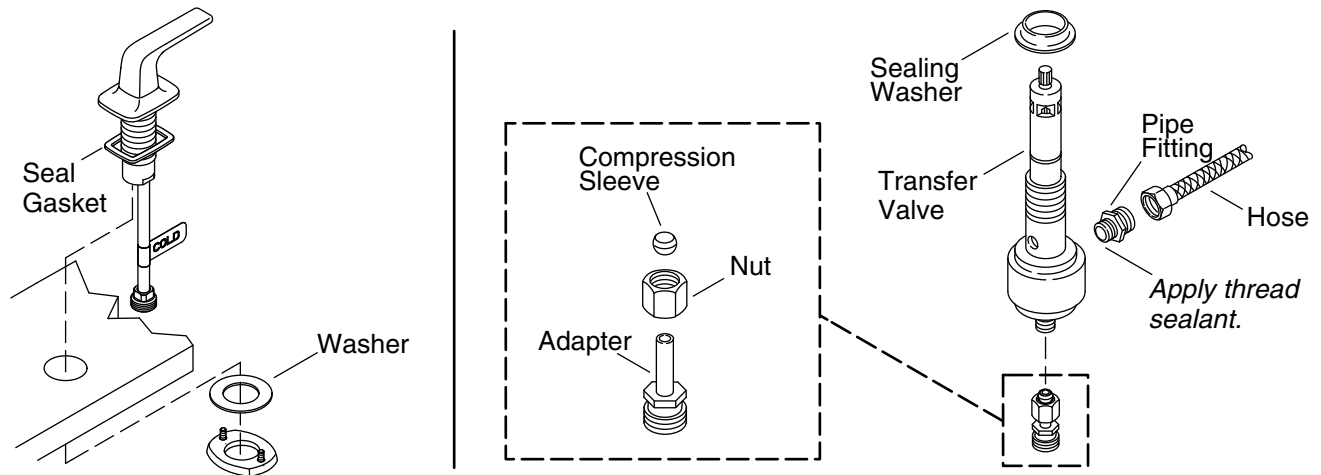 Seal
Gasket
COLD
Washer
Compression
Sleeve
Nut
Adapter
Sealing
Washer
Transfer
Valve
Pipe
Fitting
Hose
Apply thread
sealant.